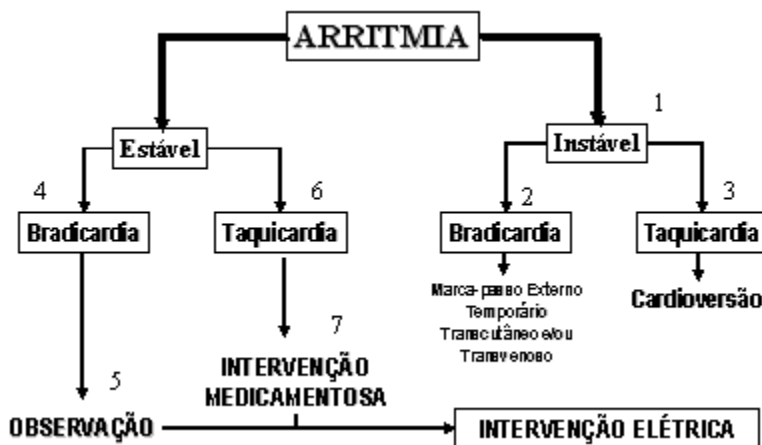 ARRITMIA
1
Estável
Instável
4
6
2
3
Bradicardia
Taquicardia
Bradicardia
Taquicardia
Marca-passo Externo
Temporário
Transcutâneo e/ou
Transvenoso
Cardioversão
7
5
INTERVENÇÃO
MEDICAMENTOSA
OBSERVAÇÃO
INTERVENÇÃO ELÉTRICA